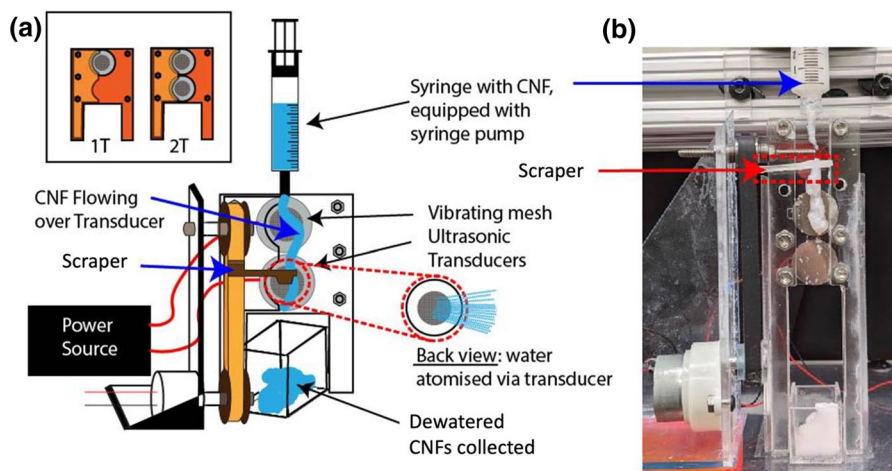 (a)
1T
2T
Syringe with CNF,
equipped with
syringe pump
CNF Flowing
over Transducer
Scraper
Vibrating mesh
Ultrasonic
Transducers
Power
Source
Back view: water
atomised via transducer
Dewatered
CNFs collected
(b)
Scraper